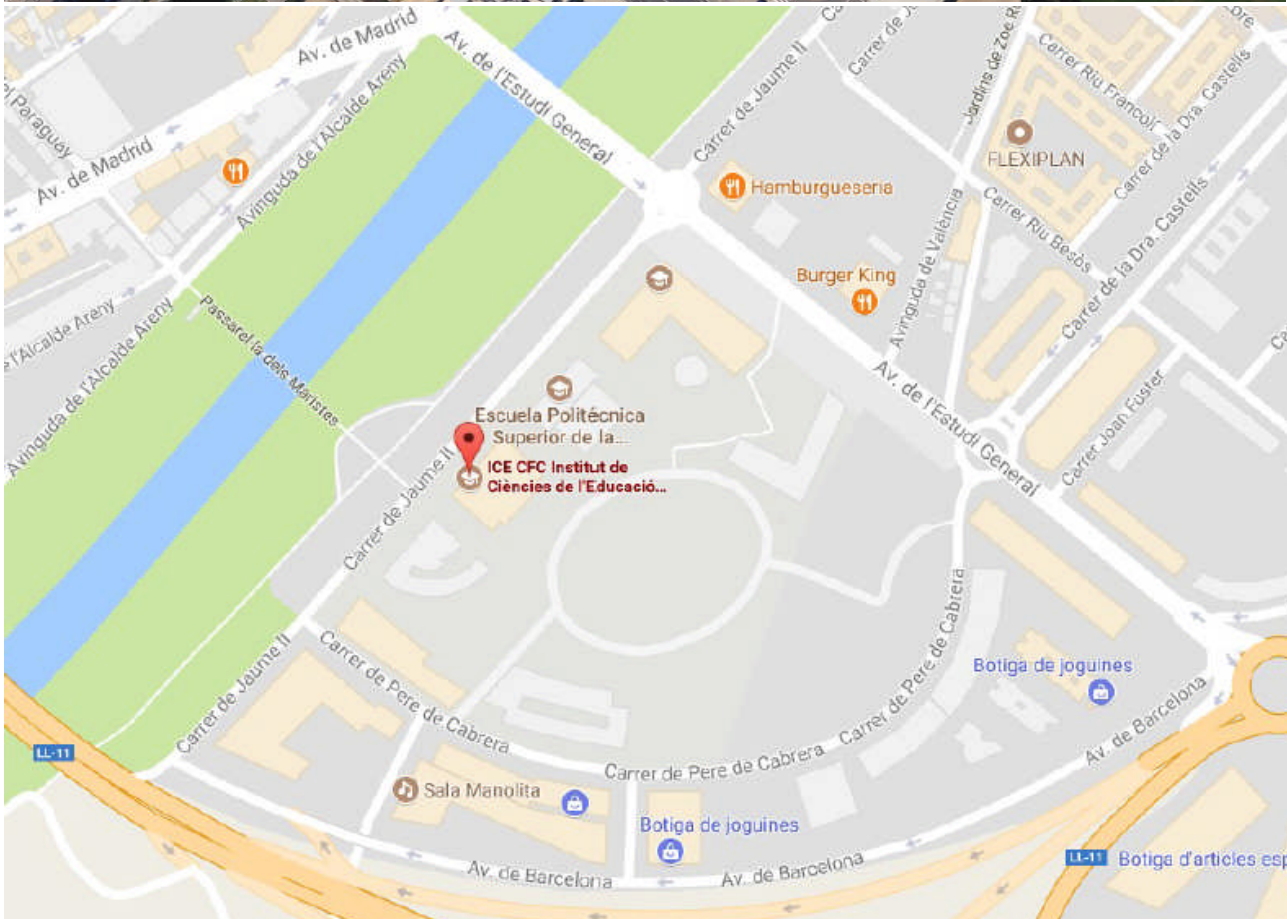 Av. de Madrid
Av. de l'Estudi General
Carrer de Jaume II
Carrer de
Jardins de Zoe R
Carrer Riu Francolí
Carrer de la Dra. Castells
el Paraguay
Av. de Madrid
Avinguda de l'Alcalde Areny
FLEXIPLAN
Hamburgueseria
Carrer Riu Besòs
Carrer de la Dra. Castells
Burger King
Avinguda de València
e l'Alcalde Areny
Avinguda de l'Alcalde Areny
Passarel·la dels Maristes
Av. de l'Estudi General
Carrer Joan Fuster
Escuela Politécnica
Superior de la...
ICE CFC Institut de
Ciències de l'Educació...
Carrer de Jaume II
Carrer de Jaume II
Carrer de Pere de Cabrera
Carrer de Pere de Cabrera
Carrer de Pere de Cabrera
Botiga de joguines
Av. de Barcelona
LL-11
Sala Manolita
Botiga de joguines
Av. de Barcelona
Av. de Barcelona
LL-11
Botiga d'articles esp